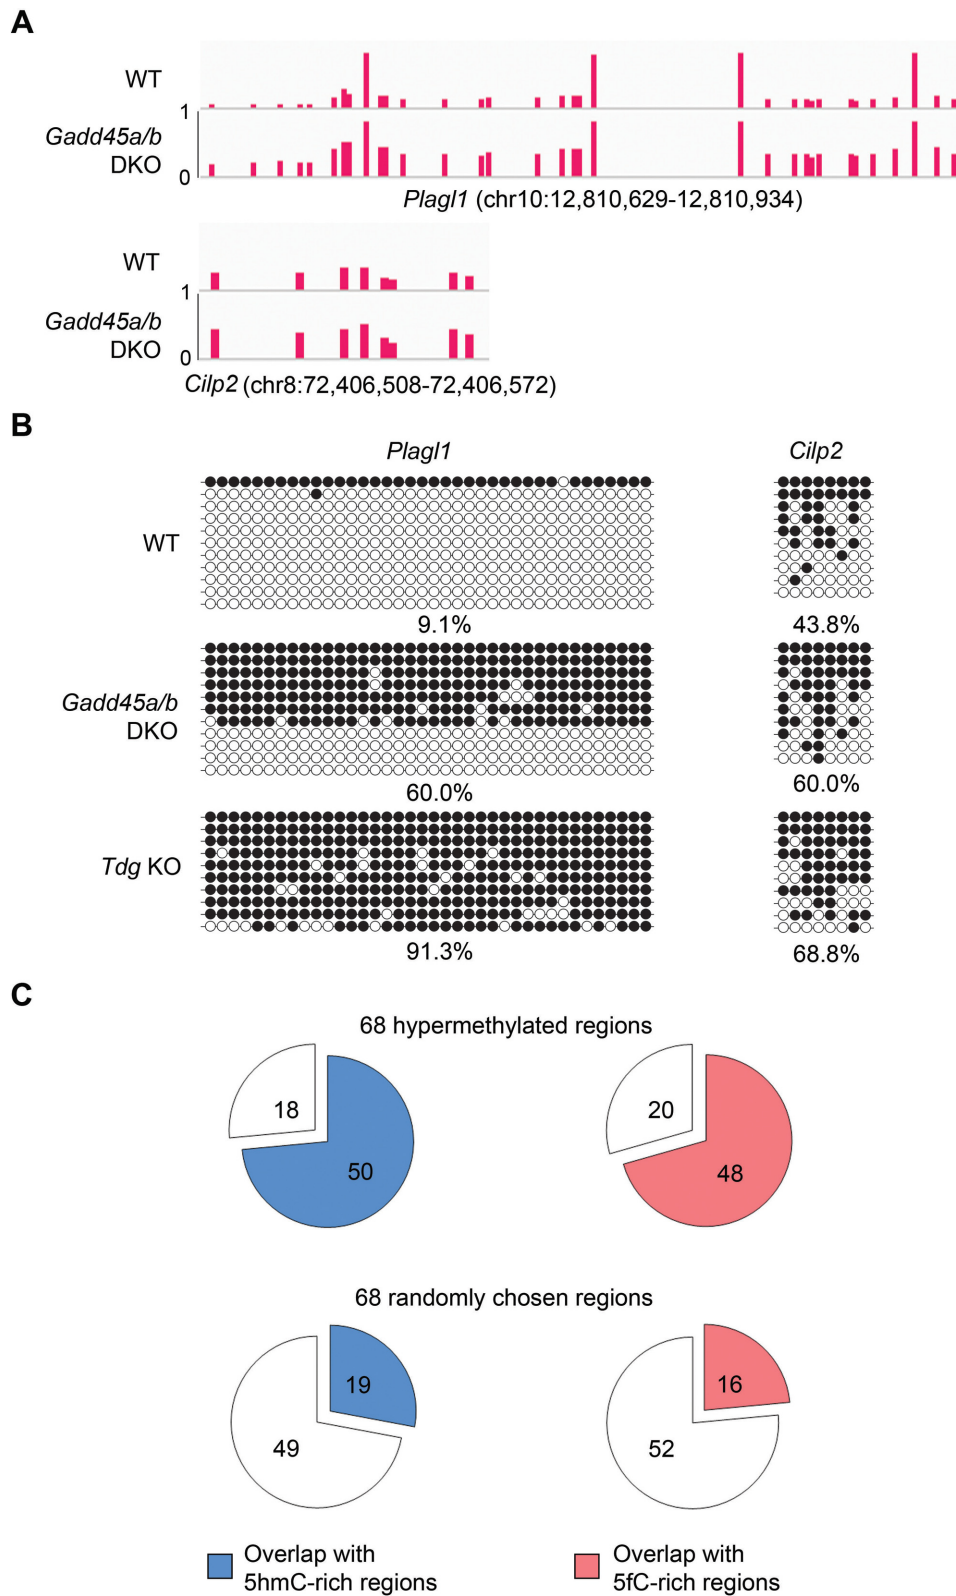 A
WT
1
Gadd45a/b
DKO
0
Plagl1 (chr10:12,810,629-12,810,934)
WT
1
Gadd45a/b
DKO
0
Cilp2 (chr8:72,406,508-72,406,572)
B
Plagl1
Cilp2
WT
9.1%
43.8%
Gadd45a/b
DKO
60.0%
60.0%
Tdg KO
91.3%
68.8%
C
68 hypermethylated regions
18
50
20
48
68 randomly chosen regions
19
49
16
52
Overlap with
5hmC-rich regions
Overlap with
5fC-rich regions